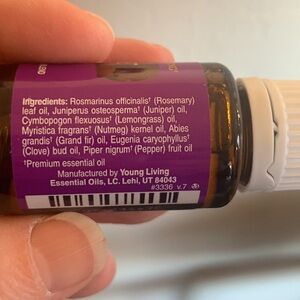 Ingredients: Rosmarinus officinalis† (Rosemary)
leaf oil, Juniperus osteosperma† (Juniper) oil,
Cymbopogon flexuosus† (Lemongrass) oil,
Myristica fragrans† (Nutmeg) kernel oil, Abies
grandis† (Grand fir) oil, Eugenia caryophyllus†
(Clove) bud oil, Piper nigrum† (Pepper) fruit oil
†Premium essential oil
Manufactured by Young Living
Essential Oils, LC. Lehi, UT 84043
#3336 v.7